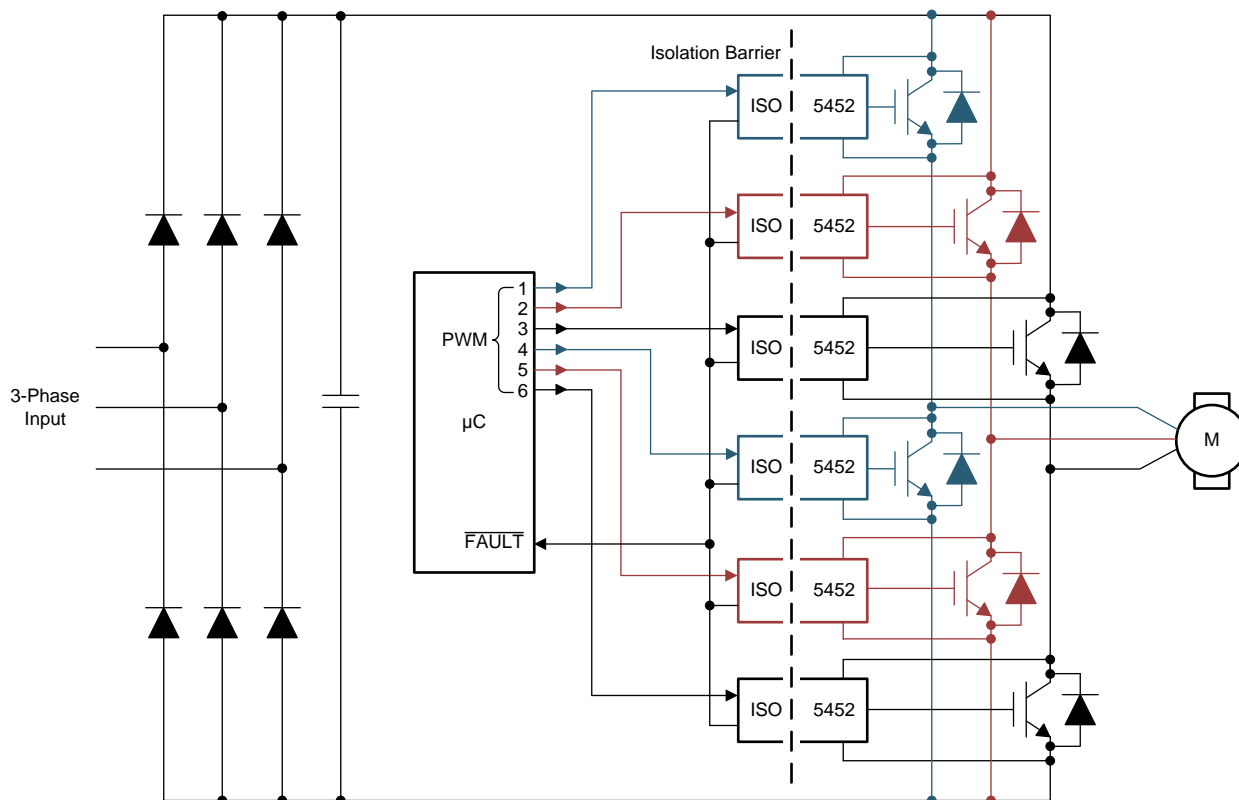 Isolation Barrier
ISO 5452
ISO 5452
1
2
3
PWM
4
5
6
ISO 5452
3-Phase
Input
µC
M
ISO 5452
FAULT
ISO 5452
ISO 5452